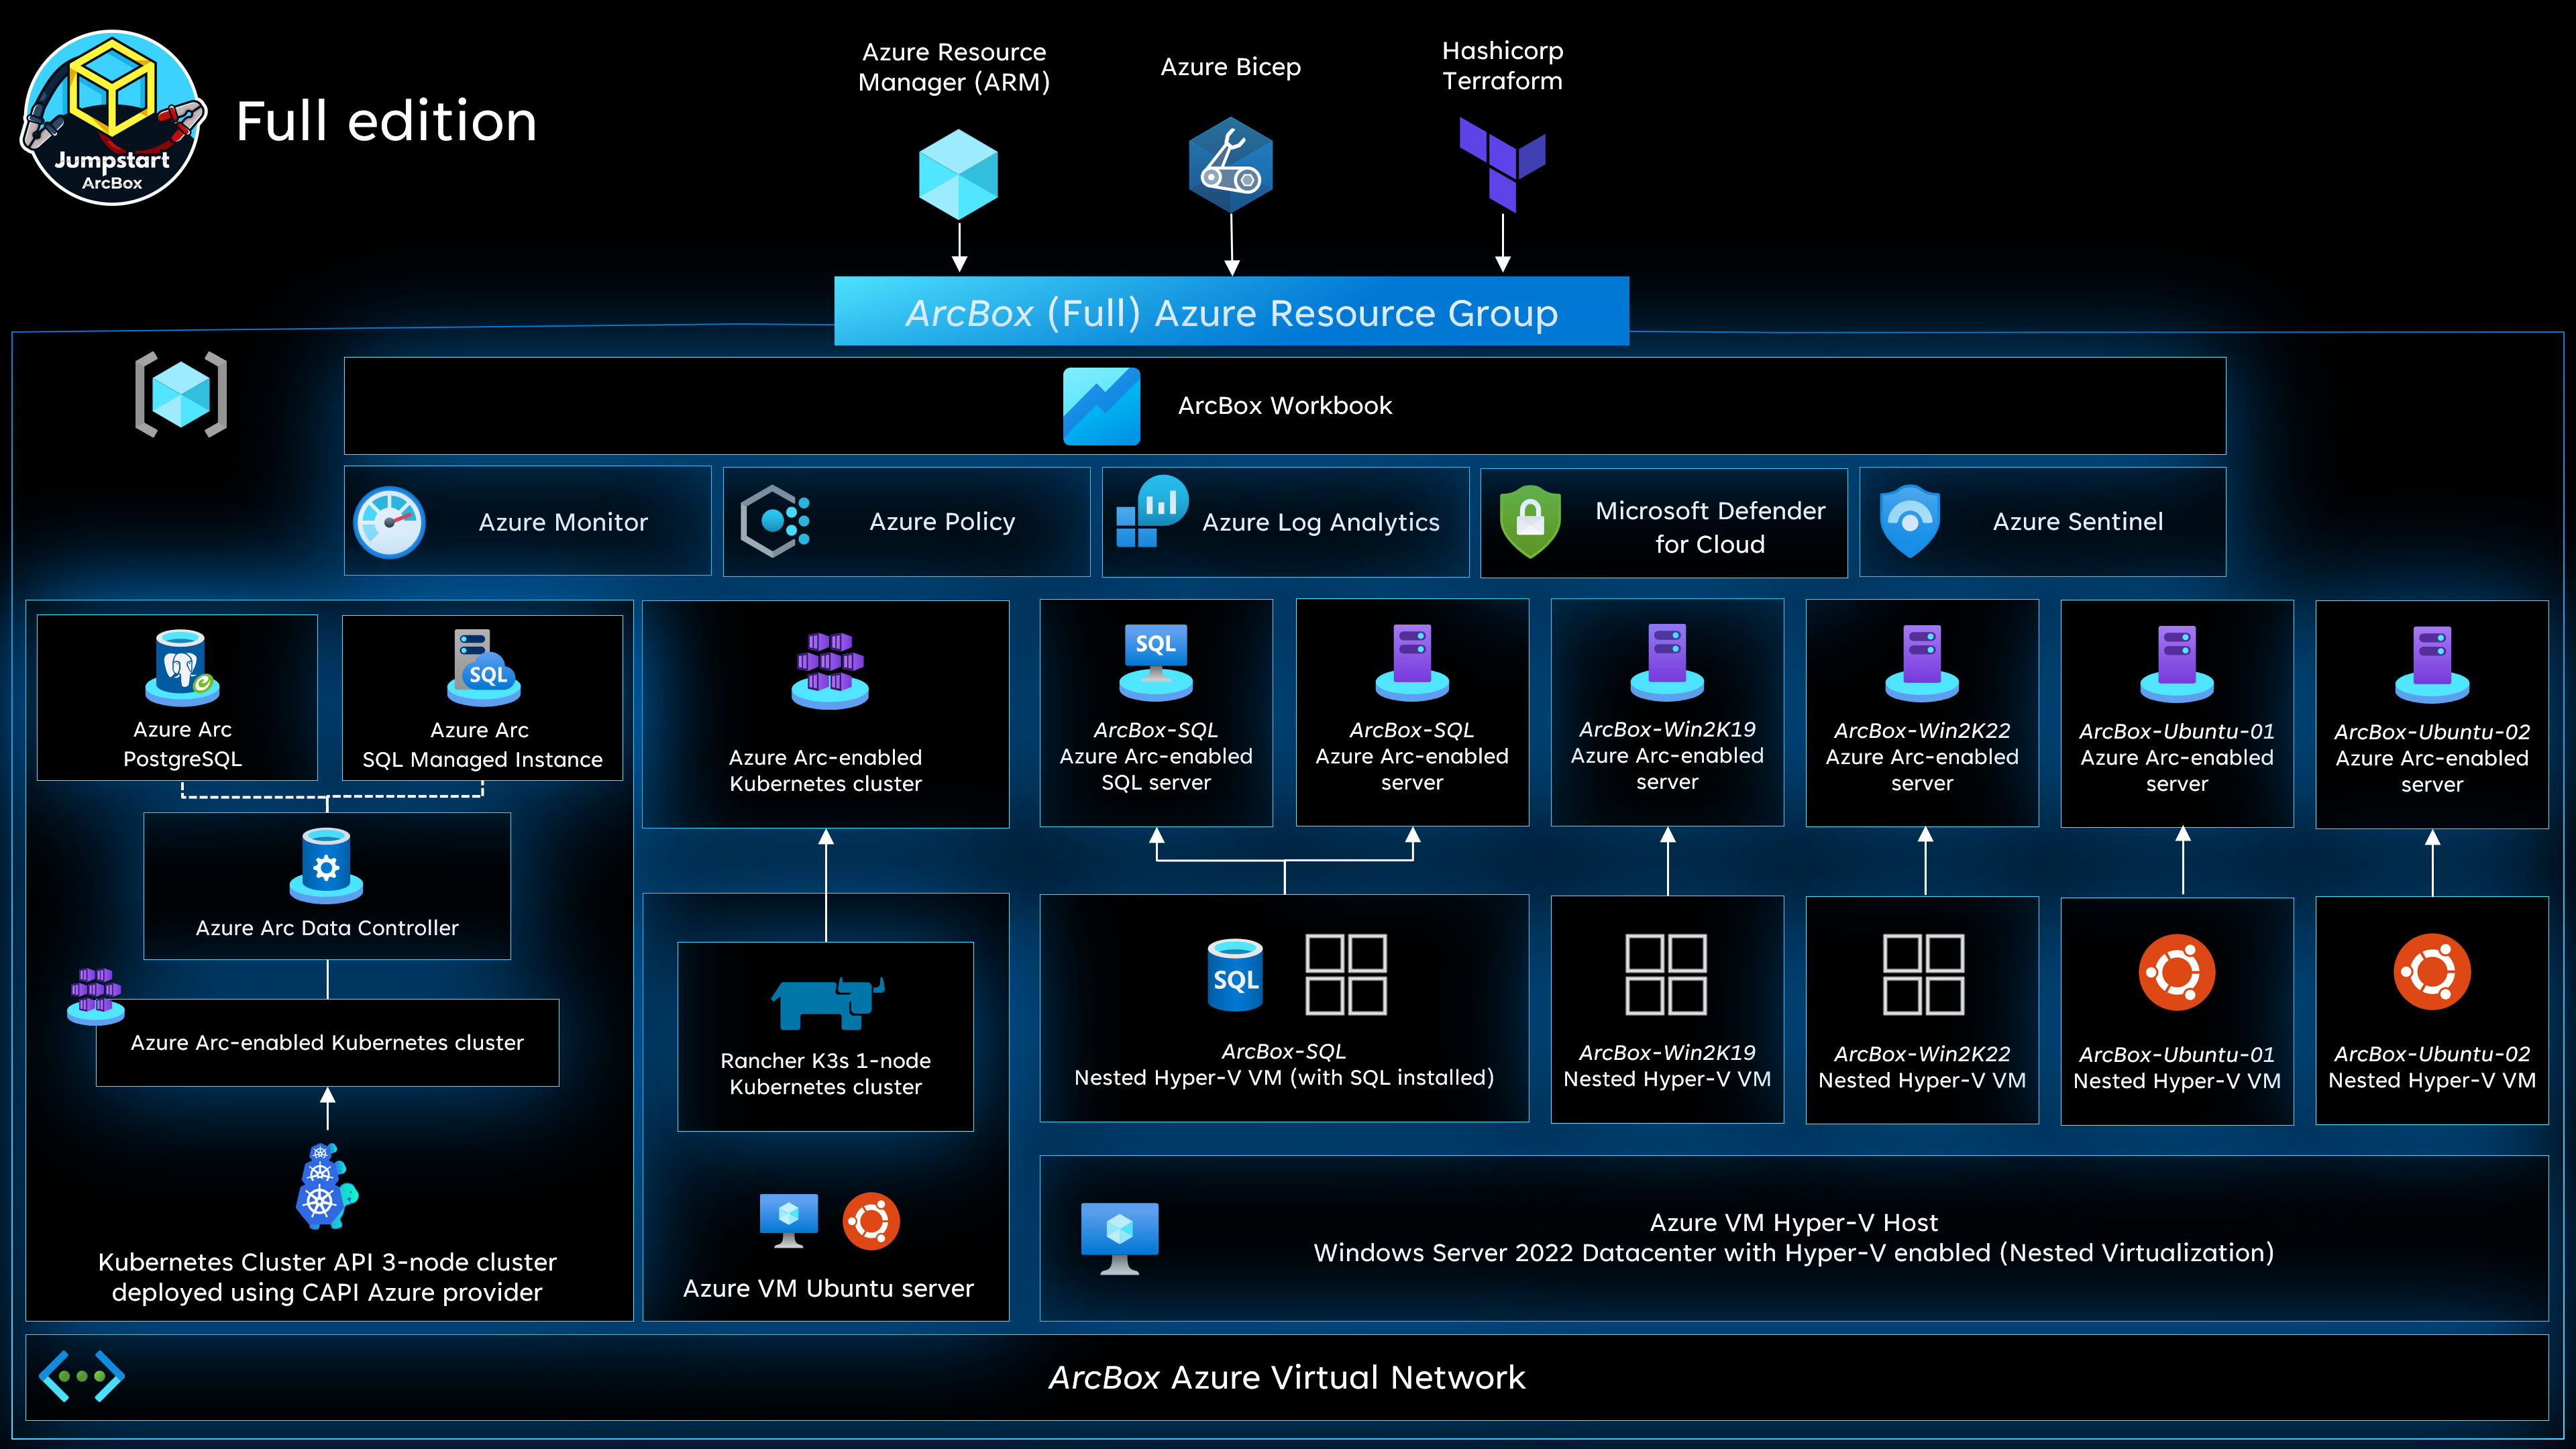 Jumpstart
ArcBox
Full edition
Azure Resource
Manager (ARM)
Azure Bicep
Hashicorp
Terraform
ArcBox (Full) Azure Resource Group
ArcBox Workbook
Azure Monitor
Azure Policy
Azure Log Analytics
Microsoft Defender
for Cloud
Azure Sentinel
Azure Arc
PostgreSQL
SQL
Azure Arc
SQL Managed Instance
Azure Arc Data Controller
Azure Arc-enabled Kubernetes cluster
Kubernetes Cluster API 3-node cluster
deployed using CAPI Azure provider
Azure Arc-enabled
Kubernetes cluster
Rancher K3s 1-node
Kubernetes cluster
Azure VM Ubuntu server
SQL
ArcBox-SQL
Azure Arc-enabled
SQL server
ArcBox-SQL
Azure Arc-enabled
server
ArcBox-Win2K19
Azure Arc-enabled
server
ArcBox-Win2K22
Azure Arc-enabled
server
ArcBox-Ubuntu-01
Azure Arc-enabled
server
ArcBox-Ubuntu-02
Azure Arc-enabled
server
SQL
ArcBox-SQL
Nested Hyper-V VM (with SQL installed)
ArcBox-Win2K19
Nested Hyper-V VM
ArcBox-Win2K22
Nested Hyper-V VM
ArcBox-Ubuntu-01
Nested Hyper-V VM
ArcBox-Ubuntu-02
Nested Hyper-V VM
Azure VM Hyper-V Host
Windows Server 2022 Datacenter with Hyper-V enabled (Nested Virtualization)
ArcBox Azure Virtual Network